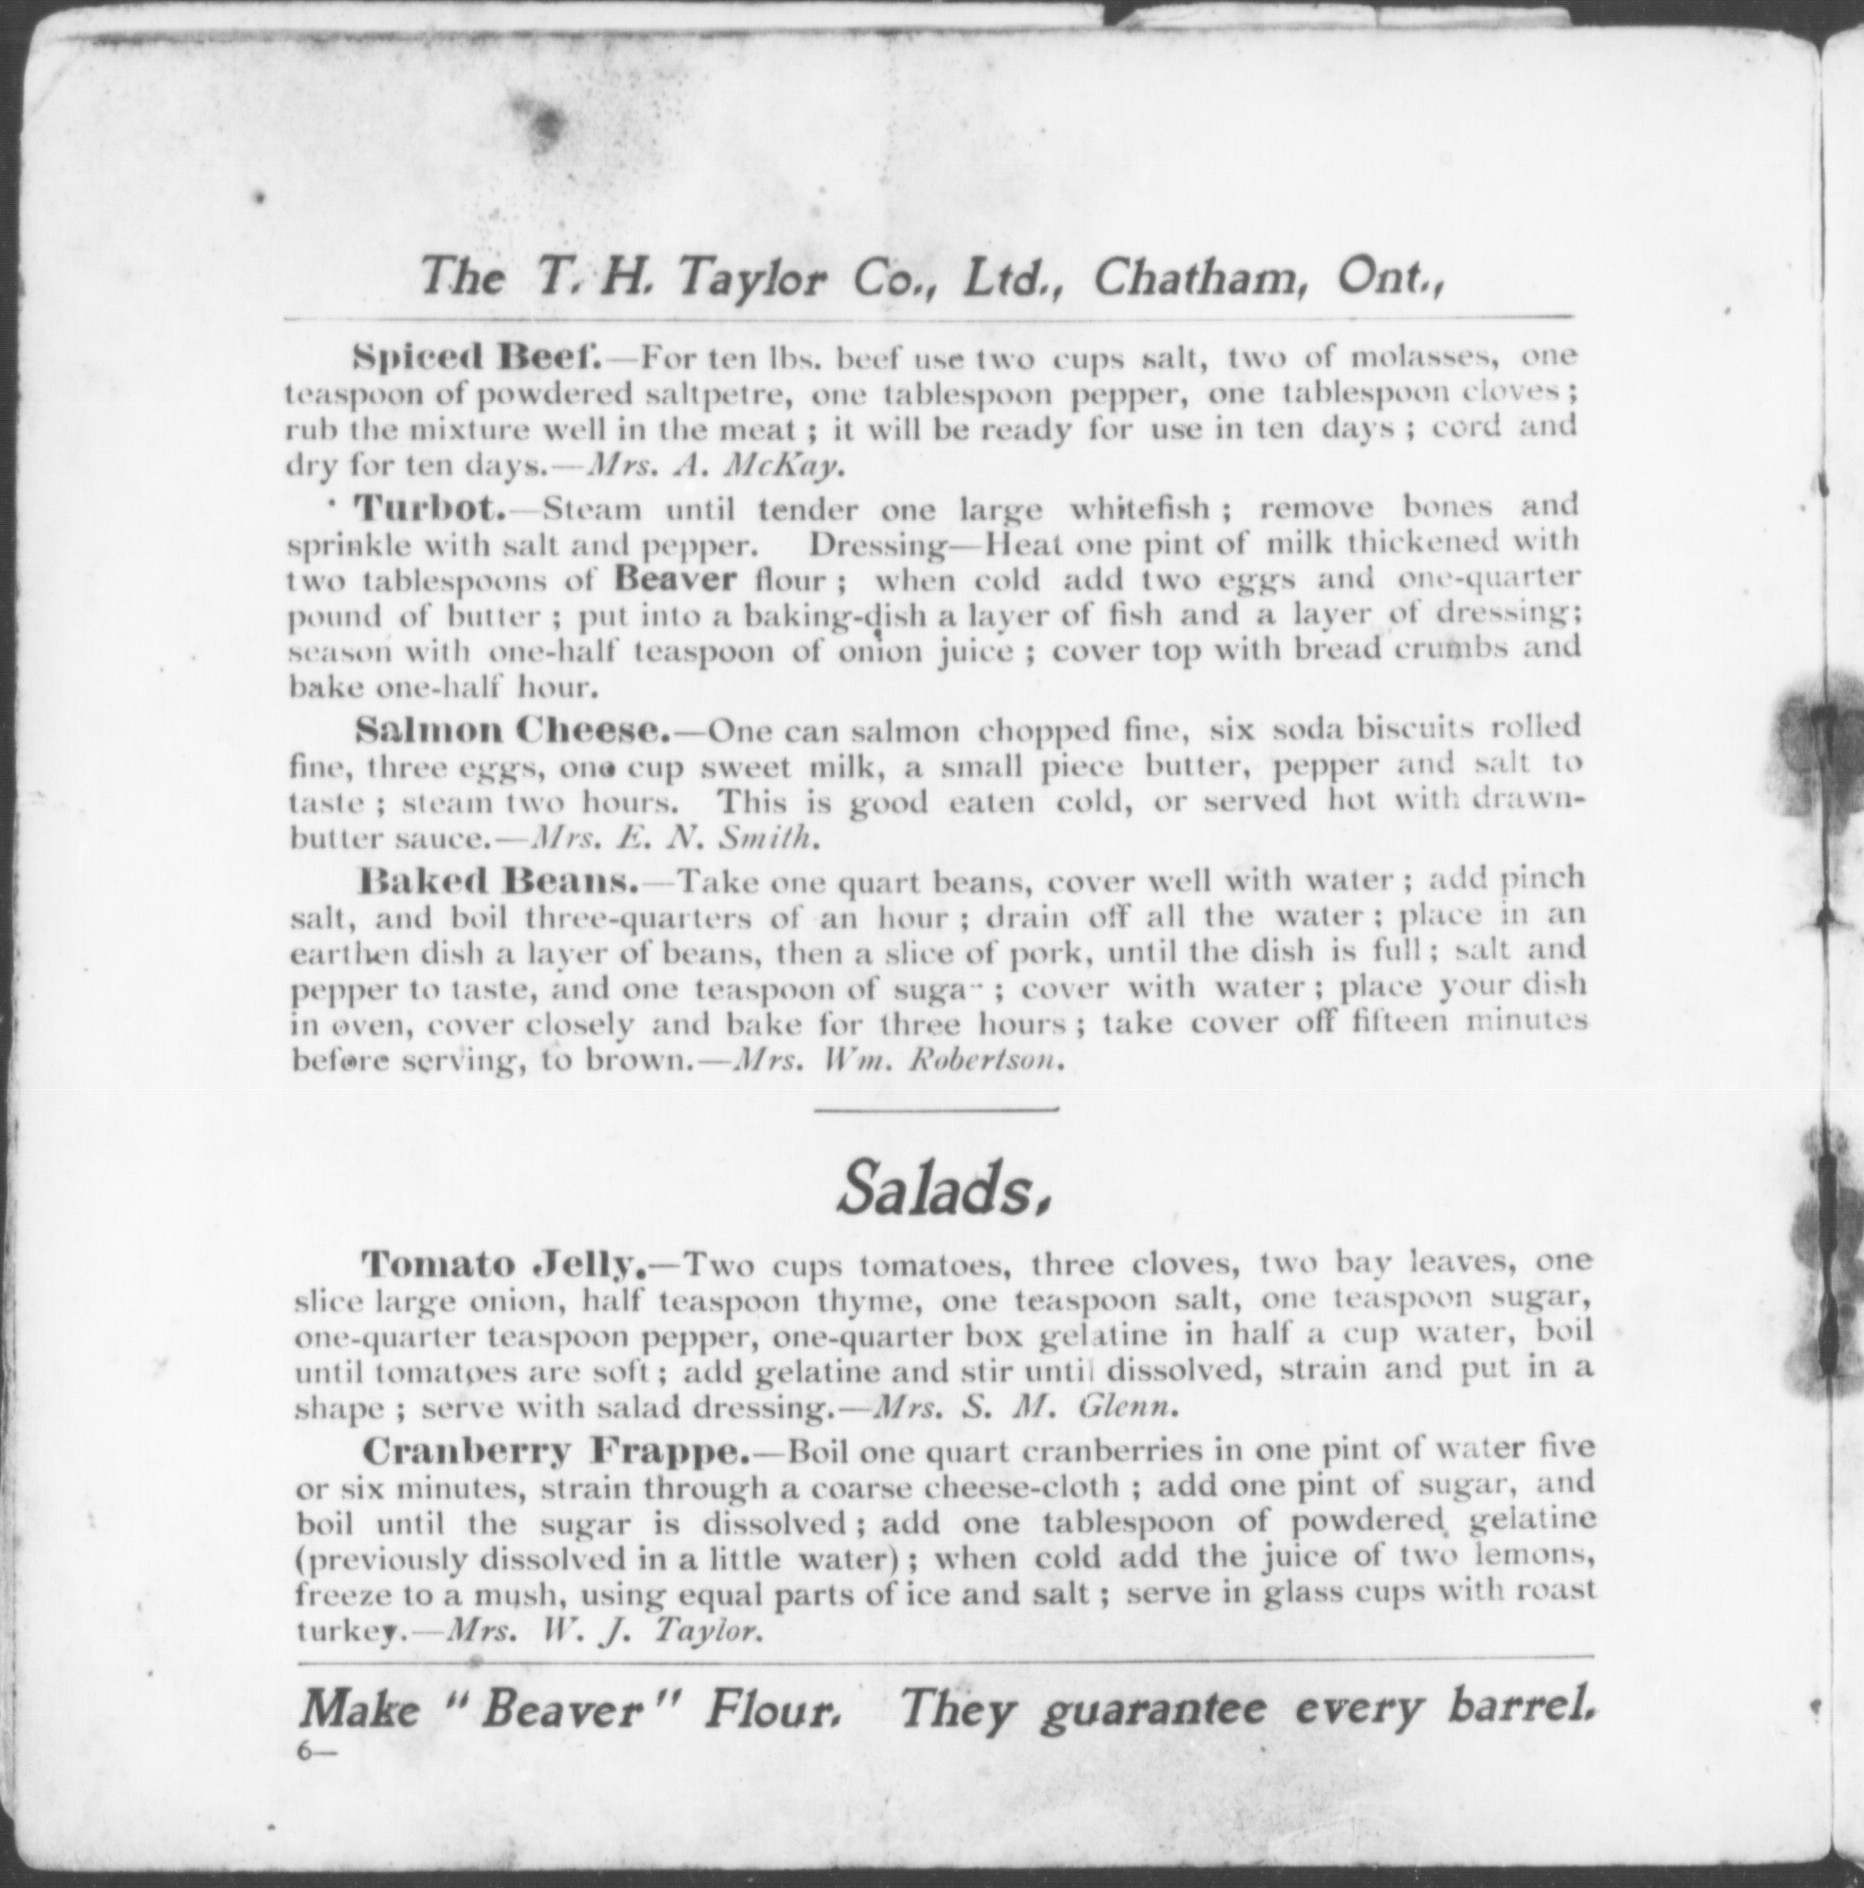 The T. H. Taylor Co., Ltd., Chatham, Ont.,
Spiced Beef.—For ten lbs. beef use two cups salt, two of molasses, one
teaspoon of powdered saltpetre, one tablespoon pepper, one tablespoon cloves ;
rub the mixture well in the meat ; it will be ready for use in ten days ; cord and
dry for ten days.—Mrs. A. McKay.
Turbot.—Steam until tender one large whitefish ; remove bones and
sprinkle with salt and pepper. Dressing—Heat one pint of milk thickened with
two tablespoons of Beaver flour ; when cold add two eggs and one-quarter
pound of butter ; put into a baking-dish a layer of fish and a layer of dressing;
season with one-half teaspoon of onion juice ; cover top with bread crumbs and
bake one-half hour.
Salmon Cheese.—One can salmon chopped fine, six soda biscuits rolled
fine, three eggs, one cup sweet milk, a small piece butter, pepper and salt to
taste ; steam two hours. This is good eaten cold, or served hot with drawn-
butter sauce.—Mrs. E. N. Smith.
Baked Beans.—Take one quart beans, cover well with water ; add pinch
salt, and boil three-quarters of an hour ; drain off all the water ; place in an
earthen dish a layer of beans, then a slice of pork, until the dish is full ; salt and
pepper to taste, and one teaspoon of sugar ; cover with water ; place your dish
in oven, cover closely and bake for three hours ; take cover off fifteen minutes
before serving, to brown.—Mrs. Wm. Robertson.
Salads.
Tomato Jelly.—Two cups tomatoes, three cloves, two bay leaves, one
slice large onion, half teaspoon thyme, one teaspoon salt, one teaspoon sugar,
one-quarter teaspoon pepper, one-quarter box gelatine in half a cup water, boil
until tomatoes are soft ; add gelatine and stir until dissolved, strain and put in a
shape ; serve with salad dressing.—Mrs. S. M. Glenn.
Cranberry Frappe.—Boil one quart cranberries in one pint of water five
or six minutes, strain through a coarse cheese-cloth ; add one pint of sugar, and
boil until the sugar is dissolved ; add one tablespoon of powdered gelatine
(previously dissolved in a little water) ; when cold add the juice of two lemons,
freeze to a mush, using equal parts of ice and salt ; serve in glass cups with roast
turkey.—Mrs. W. J. Taylor.
Make "Beaver" Flour. They guarantee every barrel.
6—